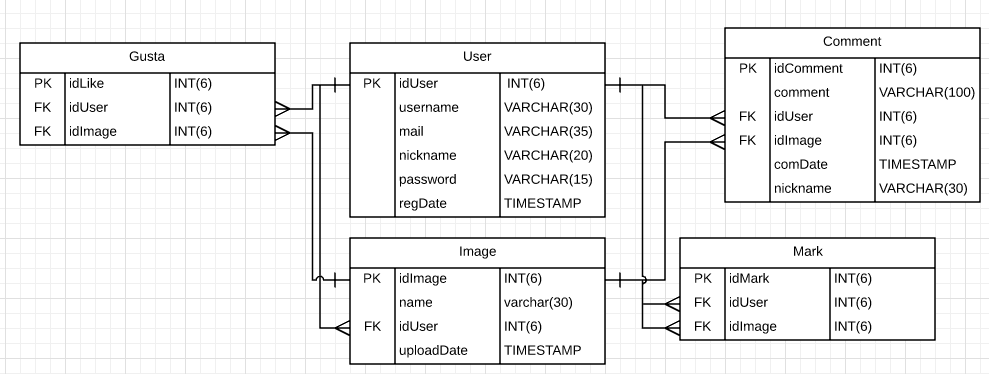 Gusta
PK idLike INT(6)
FK idUser INT(6)
FK idImage INT(6)
User
PK idUser INT(6)
username VARCHAR(30)
mail VARCHAR(35)
nickname VARCHAR(20)
password VARCHAR(15)
regDate TIMESTAMP
Comment
PK idComment INT(6)
comment VARCHAR(100)
FK idUser INT(6)
FK idImage INT(6)
comDate TIMESTAMP
nickname VARCHAR(30)
Image
PK idImage INT(6)
name varchar(30)
FK idUser INT(6)
uploadDate TIMESTAMP
Mark
PK idMark INT(6)
FK idUser INT(6)
FK idImage INT(6)